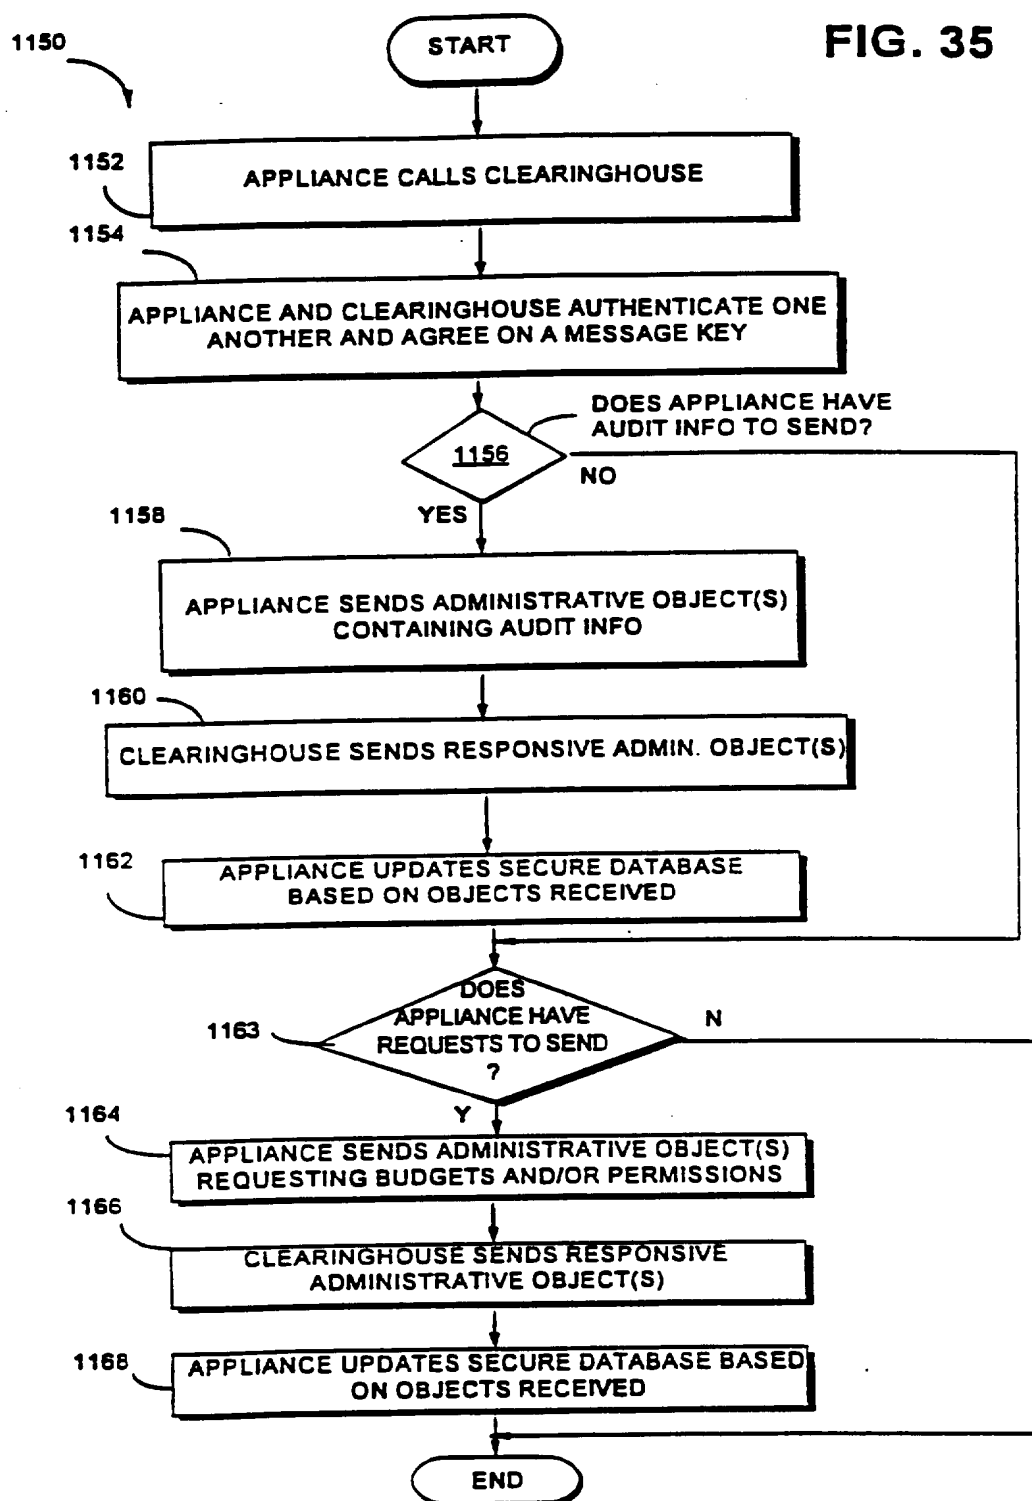 FIG. 35
1150
START
1152
APPLIANCE CALLS CLEARINGHOUSE
1154
APPLIANCE AND CLEARINGHOUSE AUTHENTICATE ONE
ANOTHER AND AGREE ON A MESSAGE KEY
DOES APPLIANCE HAVE
AUDIT INFO TO SEND?
1156
NO
YES
1158
APPLIANCE SENDS ADMINISTRATIVE OBJECT(S)
CONTAINING AUDIT INFO
1160
CLEARINGHOUSE SENDS RESPONSIVE ADMIN. OBJECT(S)
1162
APPLIANCE UPDATES SECURE DATABASE
BASED ON OBJECTS RECEIVED
1163
DOES
APPLIANCE HAVE
REQUESTS TO SEND
?
N
Y
1164
APPLIANCE SENDS ADMINISTRATIVE OBJECT(S)
REQUESTING BUDGETS AND/OR PERMISSIONS
1166
CLEARINGHOUSE SENDS RESPONSIVE
ADMINISTRATIVE OBJECT(S)
1168
APPLIANCE UPDATES SECURE DATABASE BASED
ON OBJECTS RECEIVED
END